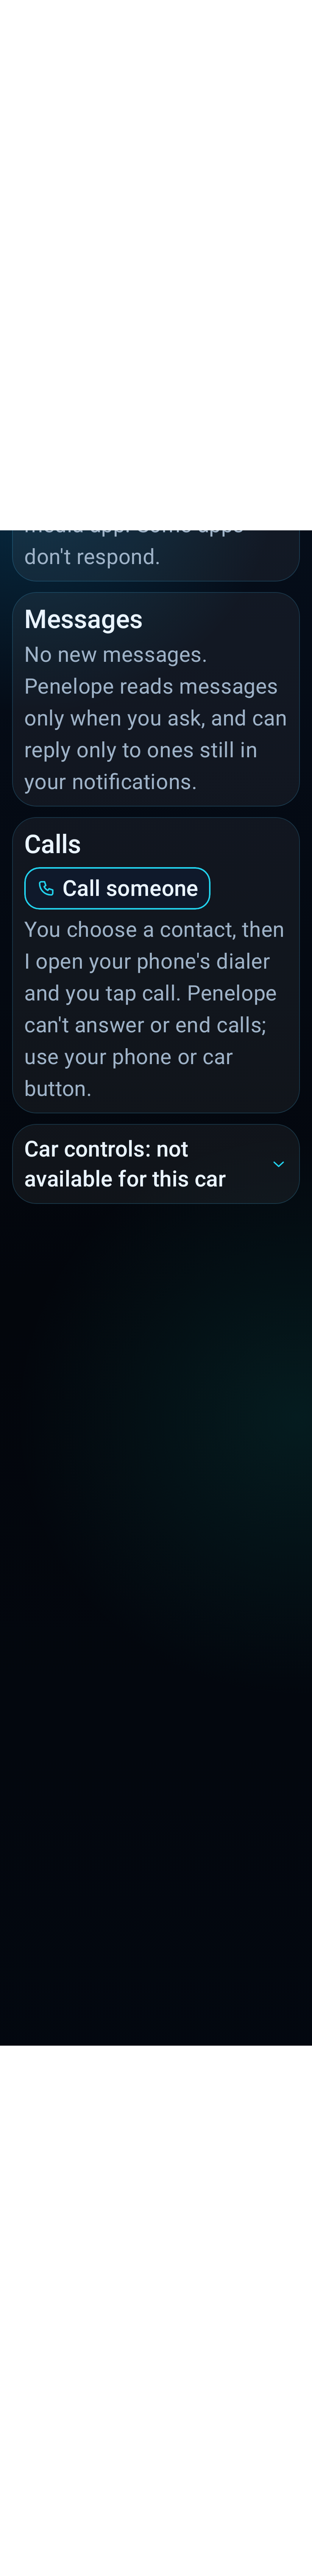 don't respond.
Messages
No new messages.
Penelope reads messages
only when you ask, and can
reply only to ones still in
your notifications.
Calls
Call someone
You choose a contact, then
I open your phone's dialer
and you tap call. Penelope
can't answer or end calls;
use your phone or car
button.
Car controls: not
available for this car